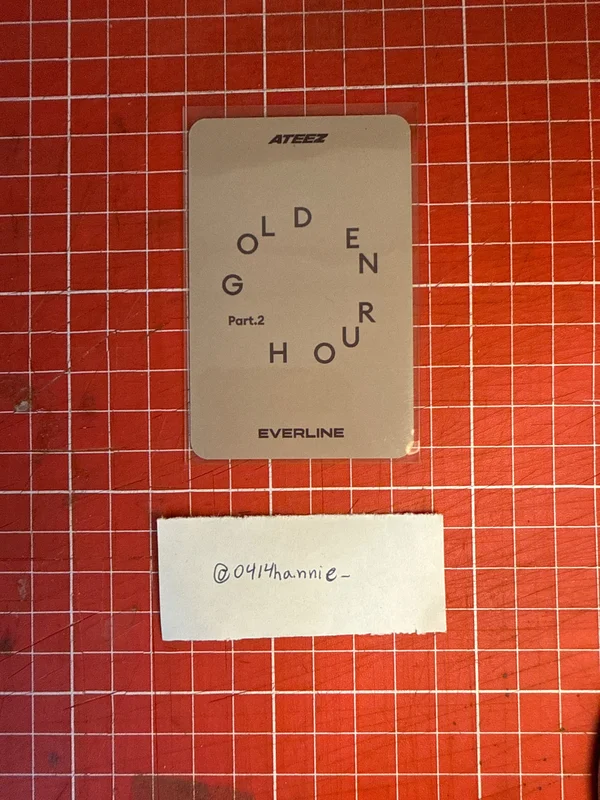 ATEEZ
GOLDEN
HOUR
Part.2
EVERLINE
@0414hannie_